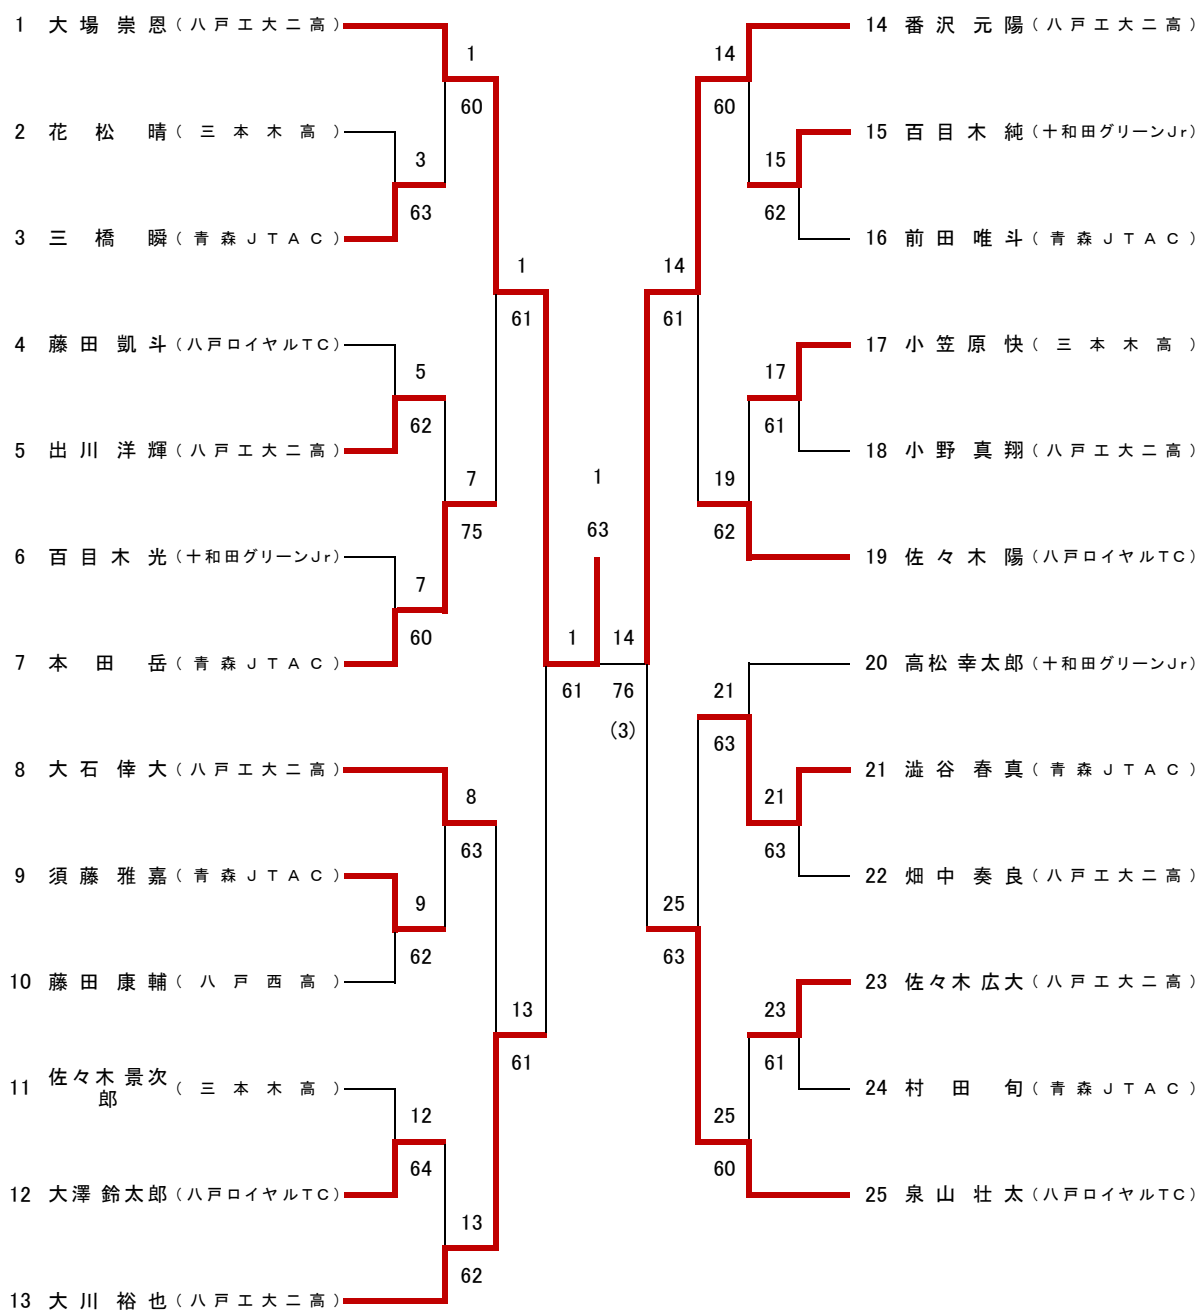 1 大場崇恩 (八戸工大二高)
2 花松晴 (三本木高)
3 三橋瞬 (青森JTAC)
4 藤田凱斗 (八戸ロイヤルTC)
5 出川洋輝 (八戸工大二高)
6 百目木光 (十和田グリーンJr)
7 本田岳 (青森JTAC)
8 大石倖大 (八戸工大二高)
9 須藤雅嘉 (青森JTAC)
10 藤田康輔 (八戸西高)
11 佐々木 景次
郎 (三本木高)
12 大澤 鈴太郎 (八戸ロイヤルTC)
13 大川裕也 (八戸工大二高)
1
60
3
63
5
62
7
60
9
62
12
64
7
75
8
63
13
62
1
61
13
61
1
61
1
63
14
76
(3)
14
61
25
63
14
60
19
62
21
63
25
60
15
62
17
61
21
63
23
61
14 番沢元陽 (八戸工大二高)
15 百目木純 (十和田グリーンJr)
16 前田唯斗 (青森JTAC)
17 小笠原快 (三本木高)
18 小野真翔 (八戸工大二高)
19 佐々木陽 (八戸ロイヤルTC)
20 高松 幸太郎 (十和田グリーンJr)
21 澁谷春真 (青森JTAC)
22 畑中奏良 (八戸工大二高)
23 佐々木 広大 (八戸工大二高)
24 村田旬 (青森JTAC)
25 泉山壮太 (八戸ロイヤルTC)